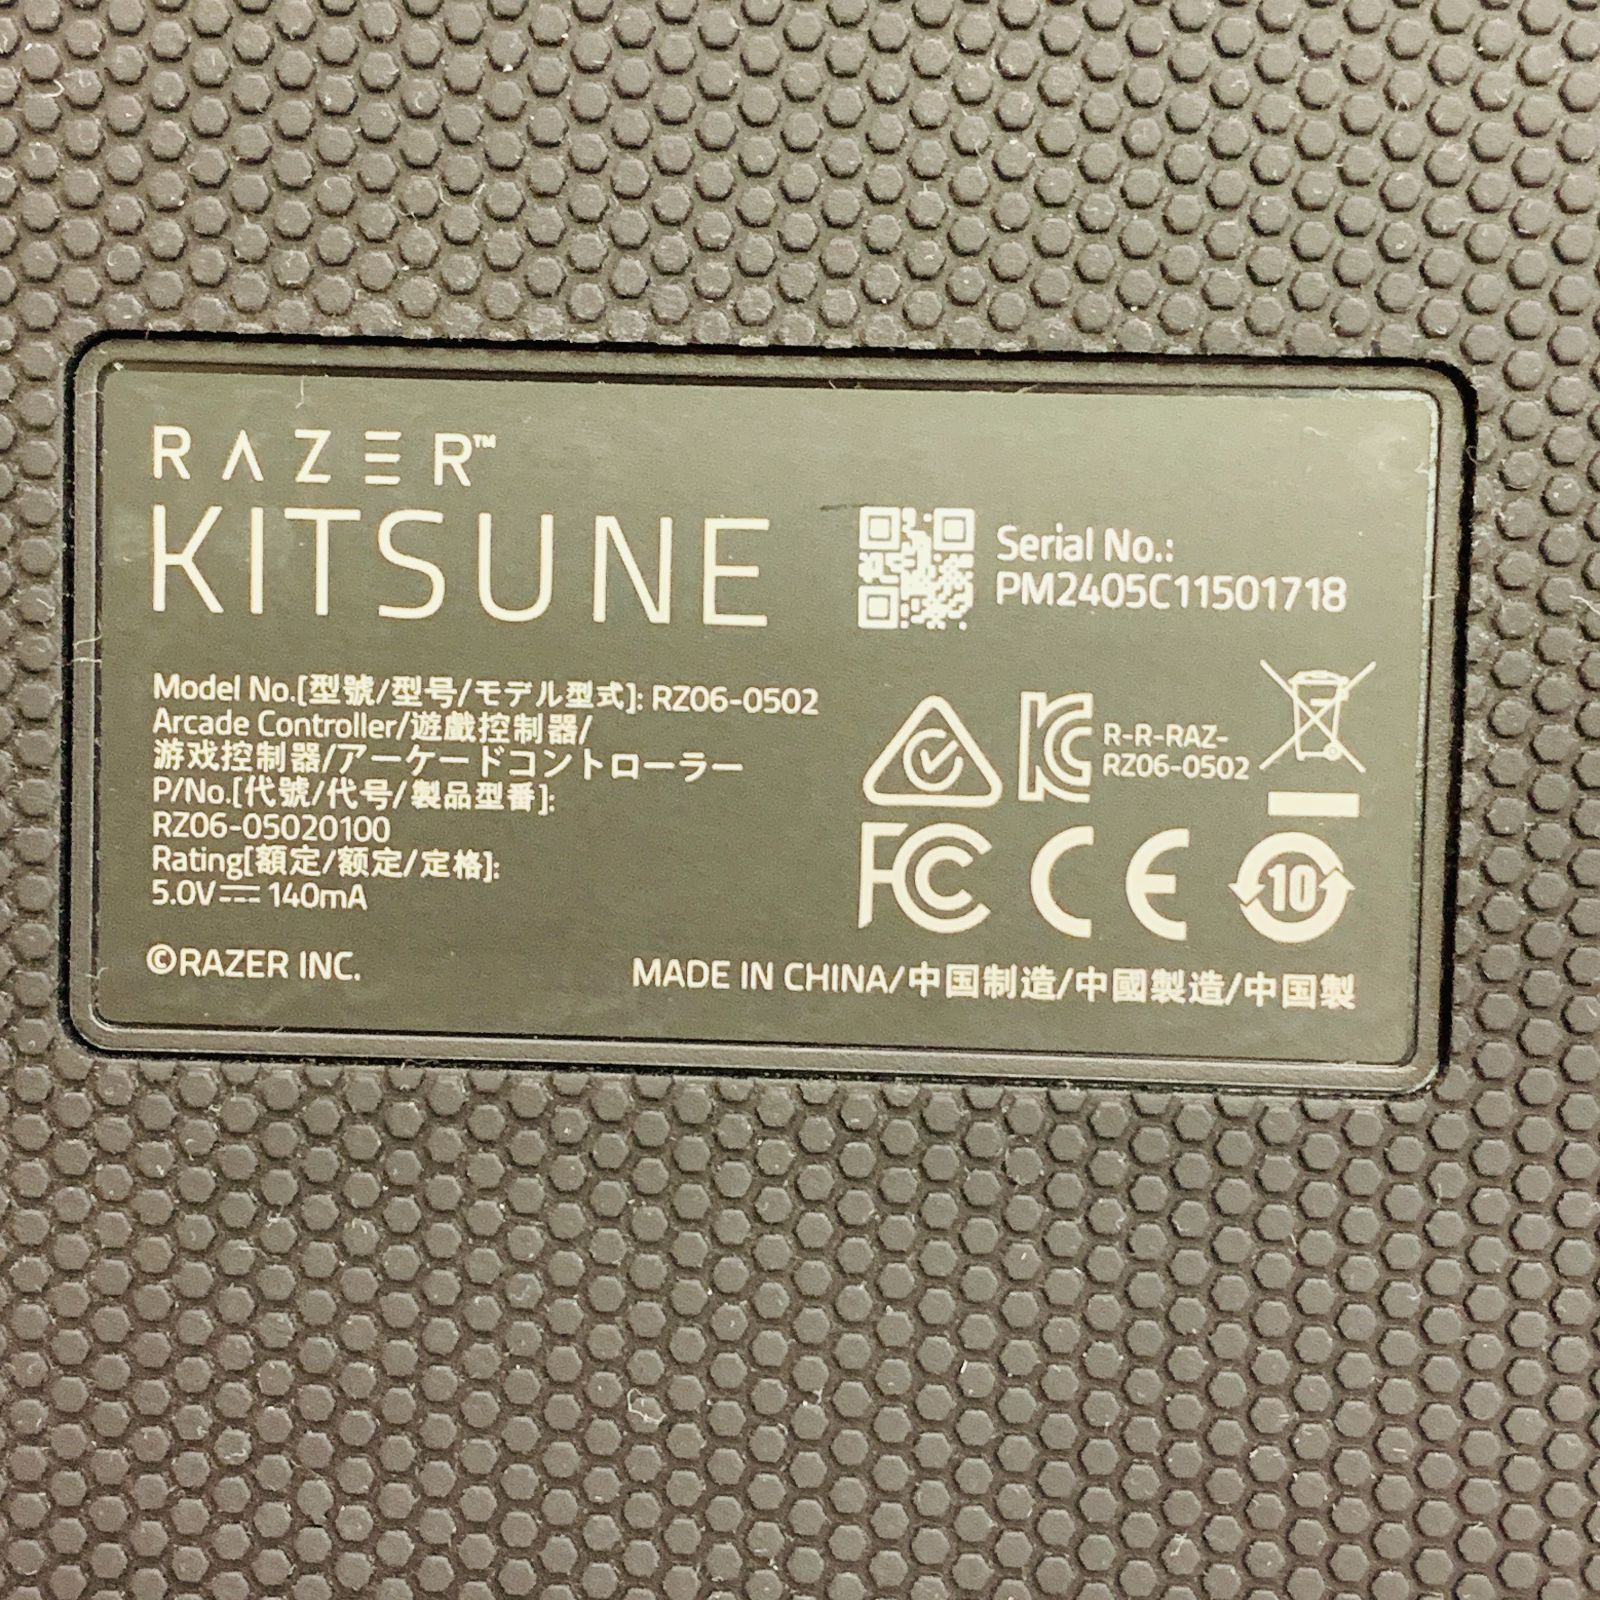 RAZER™
KITSUNE
Serial No.:
PM2405C11501718
Model No.[型號/型号/モデル型式]: RZ06-0502
Arcade Controller/遊戲控制器/
游戏控制器/アーケードコントローラー
P/No.[代號/代号/製品型番]:
RZ06-05020100
Rating[額定/额定/定格]:
5.0V⎓140mA
R-R-RAZ-
RZ06-0502
FC CE 10
©RAZER INC.
MADE IN CHINA/中国制造/中國製造/中国製